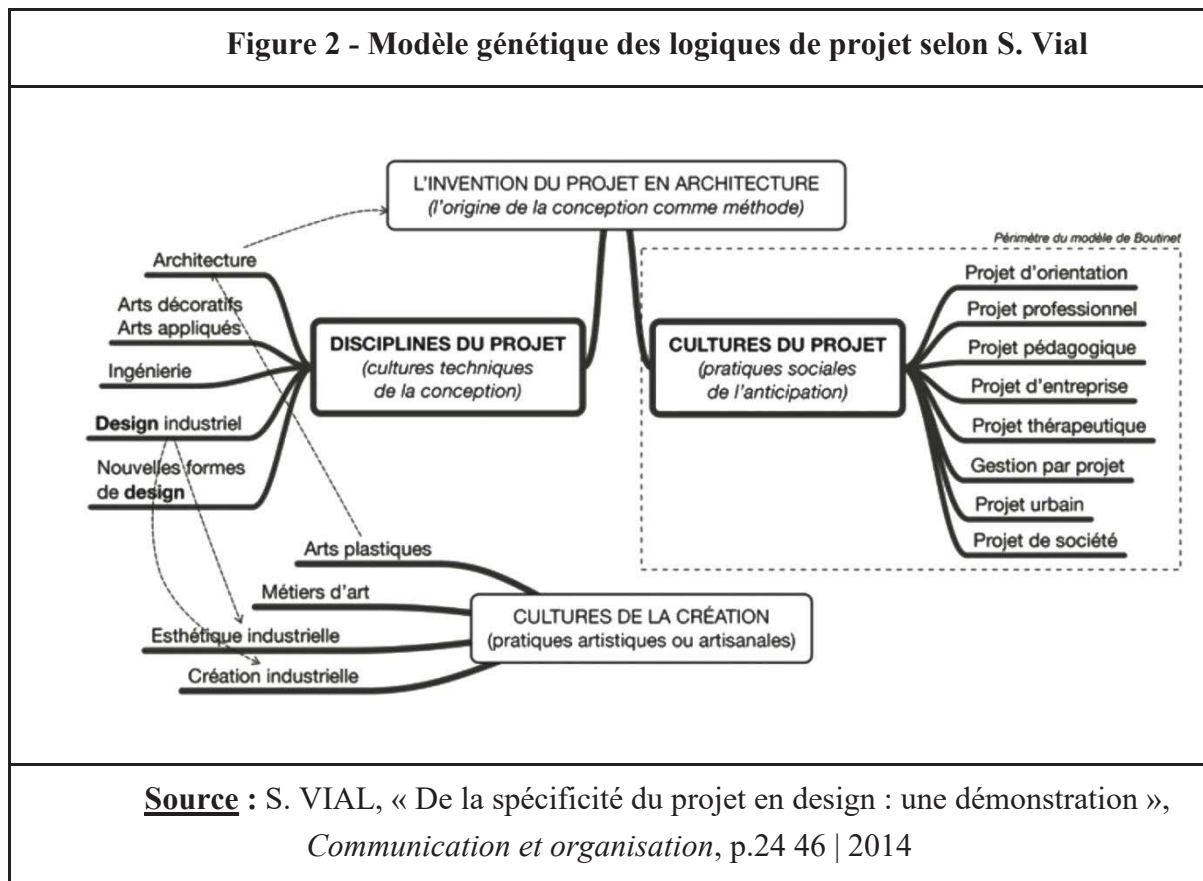 Figure 2 - Modèle génétique des logiques de projet selon S. Vial
L'INVENTION DU PROJET EN ARCHITECTURE
(l'origine de la conception comme méthode)
Architecture
Arts décoratifs
Arts appliqués
Ingénierie
Design industriel
Nouvelles formes
de design
DISCIPLINES DU PROJET
(cultures techniques
de la conception)
CULTURES DU PROJET
(pratiques sociales
de l'anticipation)
Périmètre du modèle de Boutinet
Projet d'orientation
Projet professionnel
Projet pédagogique
Projet d'entreprise
Projet thérapeutique
Gestion par projet
Projet urbain
Projet de société
Arts plastiques
Métiers d'art
Esthétique industrielle
Création industrielle
CULTURES DE LA CRÉATION
(pratiques artistiques ou artisanales)
Source : S. VIAL, « De la spécificité du projet en design : une démonstration »,
Communication et organisation, p.24 46 | 2014